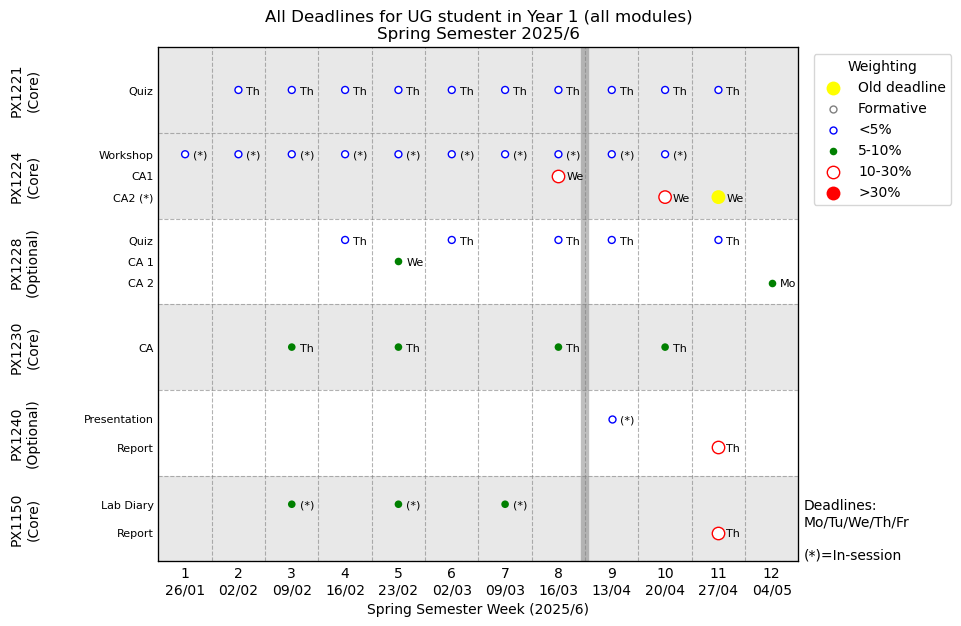 All Deadlines for UG student in Year 1 (all modules)
Spring Semester 2025/6
PX1221
(Core)
Quiz Th Th Th Th Th Th Th Th Th Th
PX1224
(Core)
Workshop (*) (*) (*) (*) (*) (*) (*) (*) (*) (*)
CA1 We
CA2 (*) We We
PX1228
(Optional)
Quiz Th Th Th Th Th
CA 1 We
CA 2 Mo
PX1230
(Core)
CA Th Th Th Th
PX1240
(Optional)
Presentation (*)
Report Th
PX1150
(Core)
Lab Diary (*) (*) (*)
Report Th
1 2 3 4 5 6 7 8 9 10 11 12
26/01 02/02 09/02 16/02 23/02 02/03 09/03 16/03 13/04 20/04 27/04 04/05
Spring Semester Week (2025/6)
Weighting
Old deadline
Formative
<5%
5-10%
10-30%
>30%
Deadlines:
Mo/Tu/We/Th/Fr
(*)=In-session